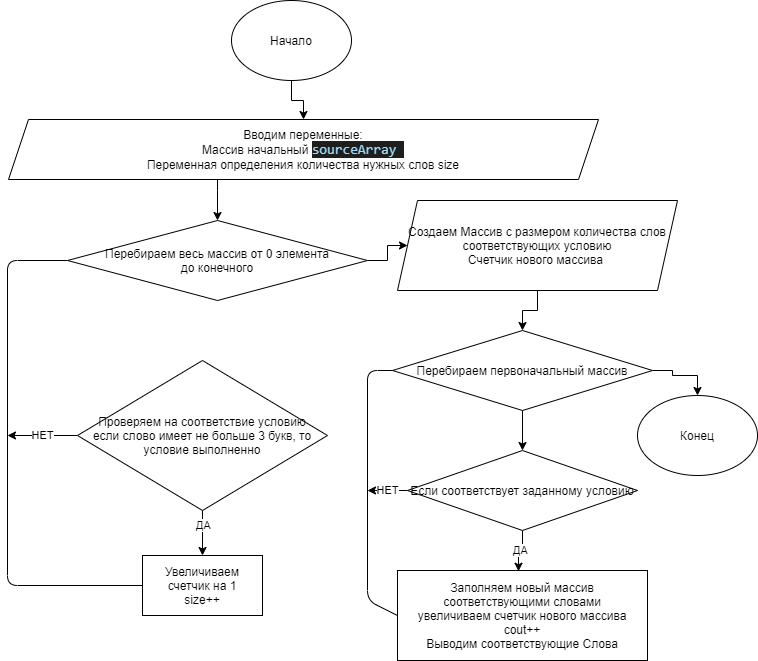 Начало
Вводим переменные:
Массив начальный sourceArray
Переменная определения количества нужных слов size
Перебираем весь массив от 0 элемента
до конечного
Создаем Массив с размером количества слов
соответствующих условию
Счетчик нового массива
Перебираем первоначальный массив
Конец
Проверяем на соответствие условию
если слово имеет не больше 3 букв, то
условие выполненно
НЕТ
ДА
Увеличиваем
счетчик на 1
size++
Если соответствует заданному условию
НЕТ
ДА
Заполняем новый массив
соответствующими словами
увеличиваем счетчик нового массива
cout++
Выводим соответствующие Слова